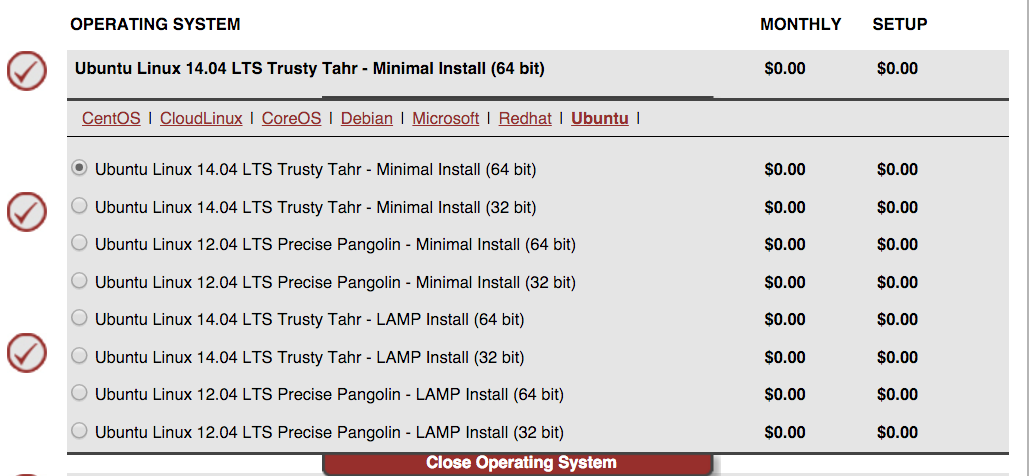 OPERATING SYSTEM MONTHLY SETUP
Ubuntu Linux 14.04 LTS Trusty Tahr - Minimal Install (64 bit) $0.00 $0.00
CentOS | CloudLinux | CoreOS | Debian | Microsoft | Redhat | Ubuntu |
Ubuntu Linux 14.04 LTS Trusty Tahr - Minimal Install (64 bit) $0.00 $0.00
Ubuntu Linux 14.04 LTS Trusty Tahr - Minimal Install (32 bit) $0.00 $0.00
Ubuntu Linux 12.04 LTS Precise Pangolin - Minimal Install (64 bit) $0.00 $0.00
Ubuntu Linux 12.04 LTS Precise Pangolin - Minimal Install (32 bit) $0.00 $0.00
Ubuntu Linux 14.04 LTS Trusty Tahr - LAMP Install (64 bit) $0.00 $0.00
Ubuntu Linux 14.04 LTS Trusty Tahr - LAMP Install (32 bit) $0.00 $0.00
Ubuntu Linux 12.04 LTS Precise Pangolin - LAMP Install (64 bit) $0.00 $0.00
Ubuntu Linux 12.04 LTS Precise Pangolin - LAMP Install (32 bit) $0.00 $0.00
Close Operating System